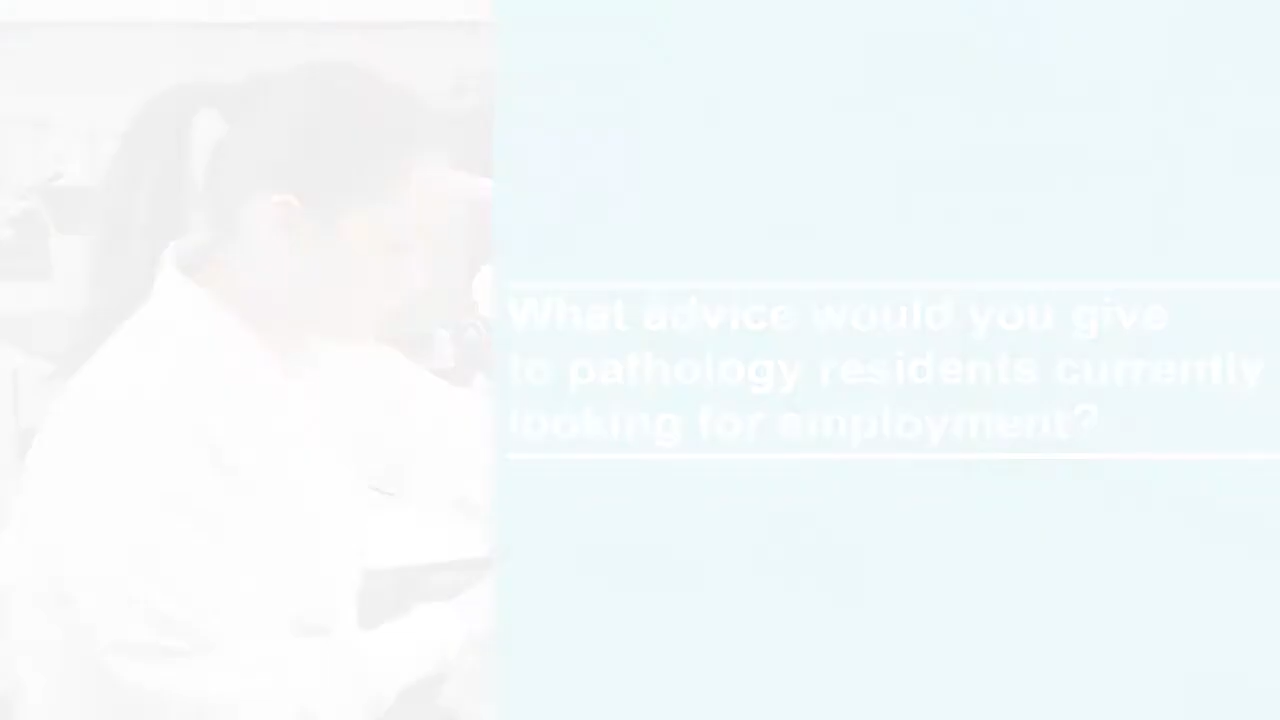 What advice would you give
to pathology residents currently
looking for employment?